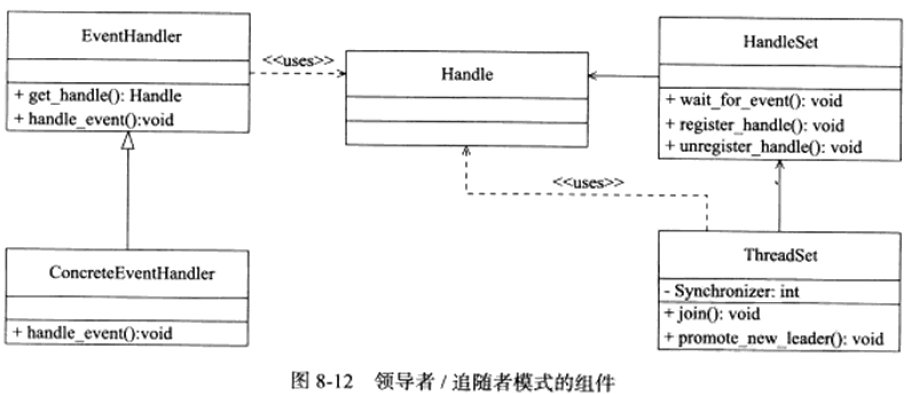 EventHandler
+ get_handle(): Handle
+ handle_event():void
<<uses>>
Handle
HandleSet
+ wait_for_event(): void
+ register_handle(): void
+ unregister_handle(): void
<<uses>>
ConcreteEventHandler
+ handle_event():void
ThreadSet
- Synchronizer: int
+ join(): void
+ promote_new_leader(): void
图 8-12 领导者 / 追随者模式的组件